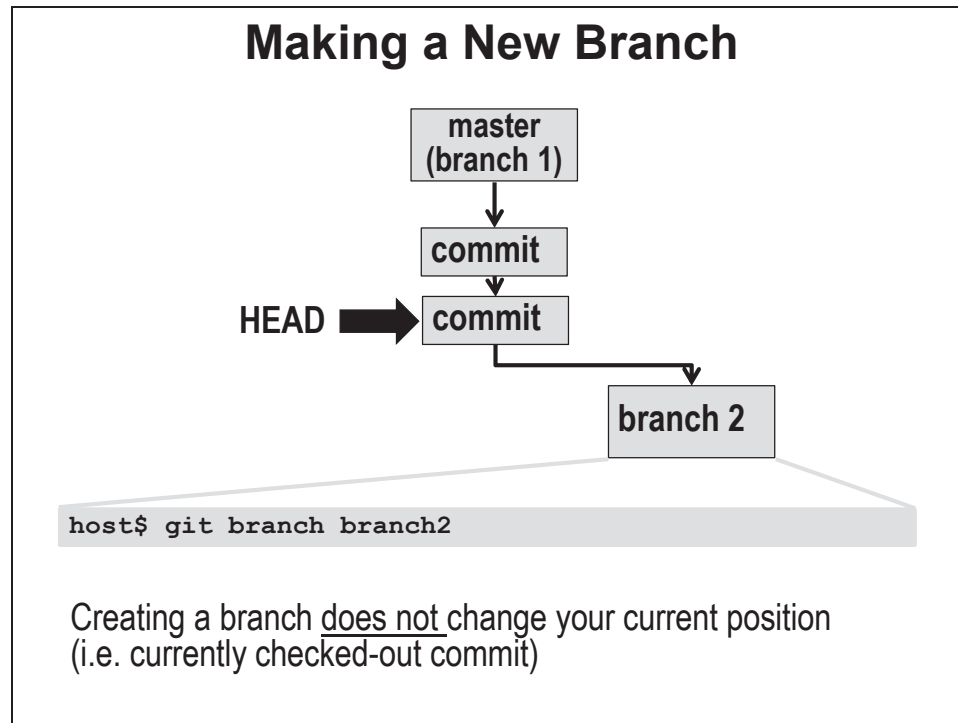 Making a New Branch
master
(branch 1)
commit
HEAD
commit
branch 2
host$ git branch branch2
Creating a branch does not change your current position
(i.e. currently checked-out commit)